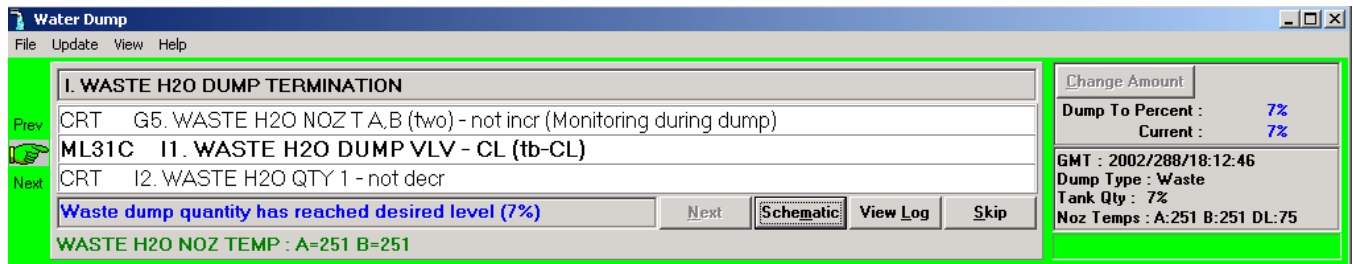 Water Dump
File Update View Help
I. WASTE H2O DUMP TERMINATION
Prev
CRT G5. WASTE H2O NOZ T A,B (two) - not incr (Monitoring during dump)
ML31C I1. WASTE H2O DUMP VLV - CL (tb-CL)
Next
CRT I2. WASTE H2O QTY 1 - not decr
Waste dump quantity has reached desired level (7%)
Next Schematic View Log Skip
WASTE H2O NOZ TEMP : A=251 B=251
Change Amount
Dump To Percent : 7%
Current : 7%
GMT : 2002/288/18:12:46
Dump Type : Waste
Tank Qty : 7%
Noz Temps : A:251 B:251 DL:75